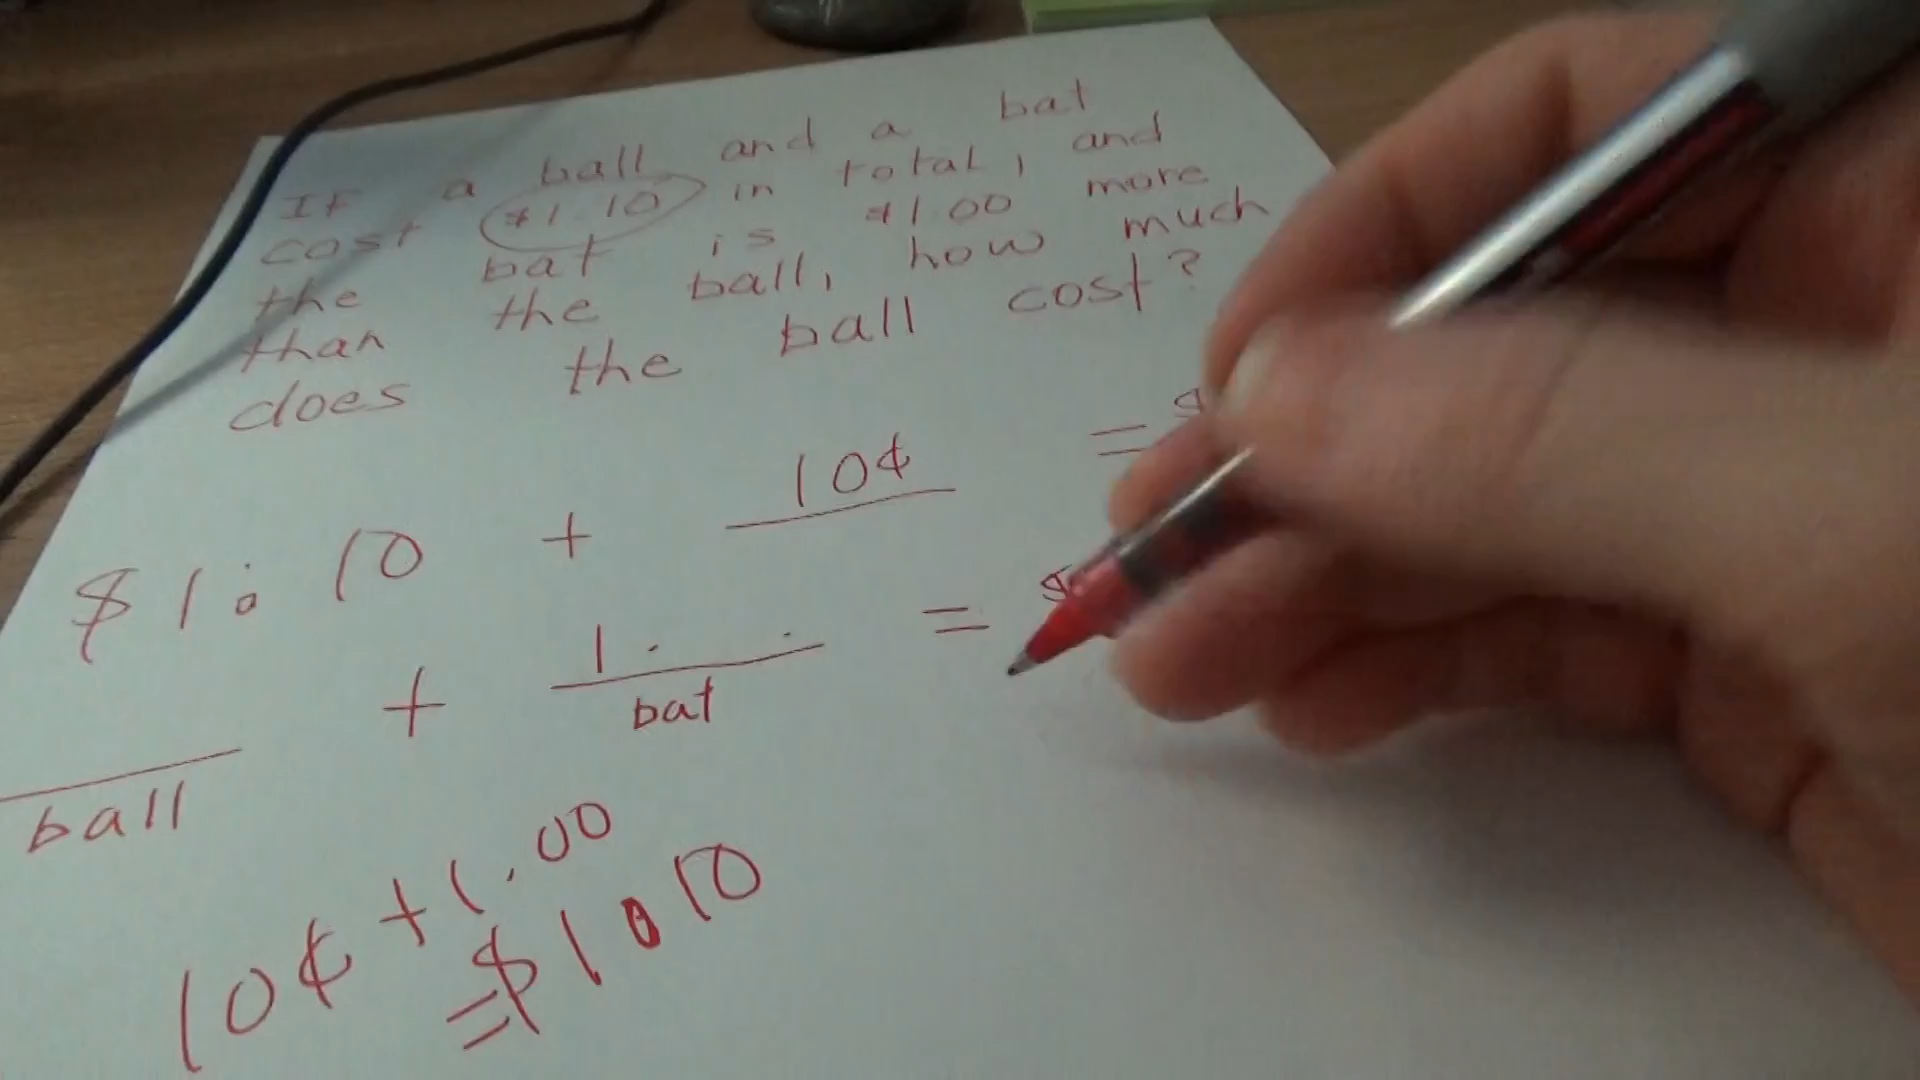 If a ball and a bat
cost $1.10 in total, and
the bat is $1.00 more
than the ball, how much
does the ball cost?
$1.10 + 10¢ = $
+ 1. = $
ball bat
10¢ + 1.00
= $1.10